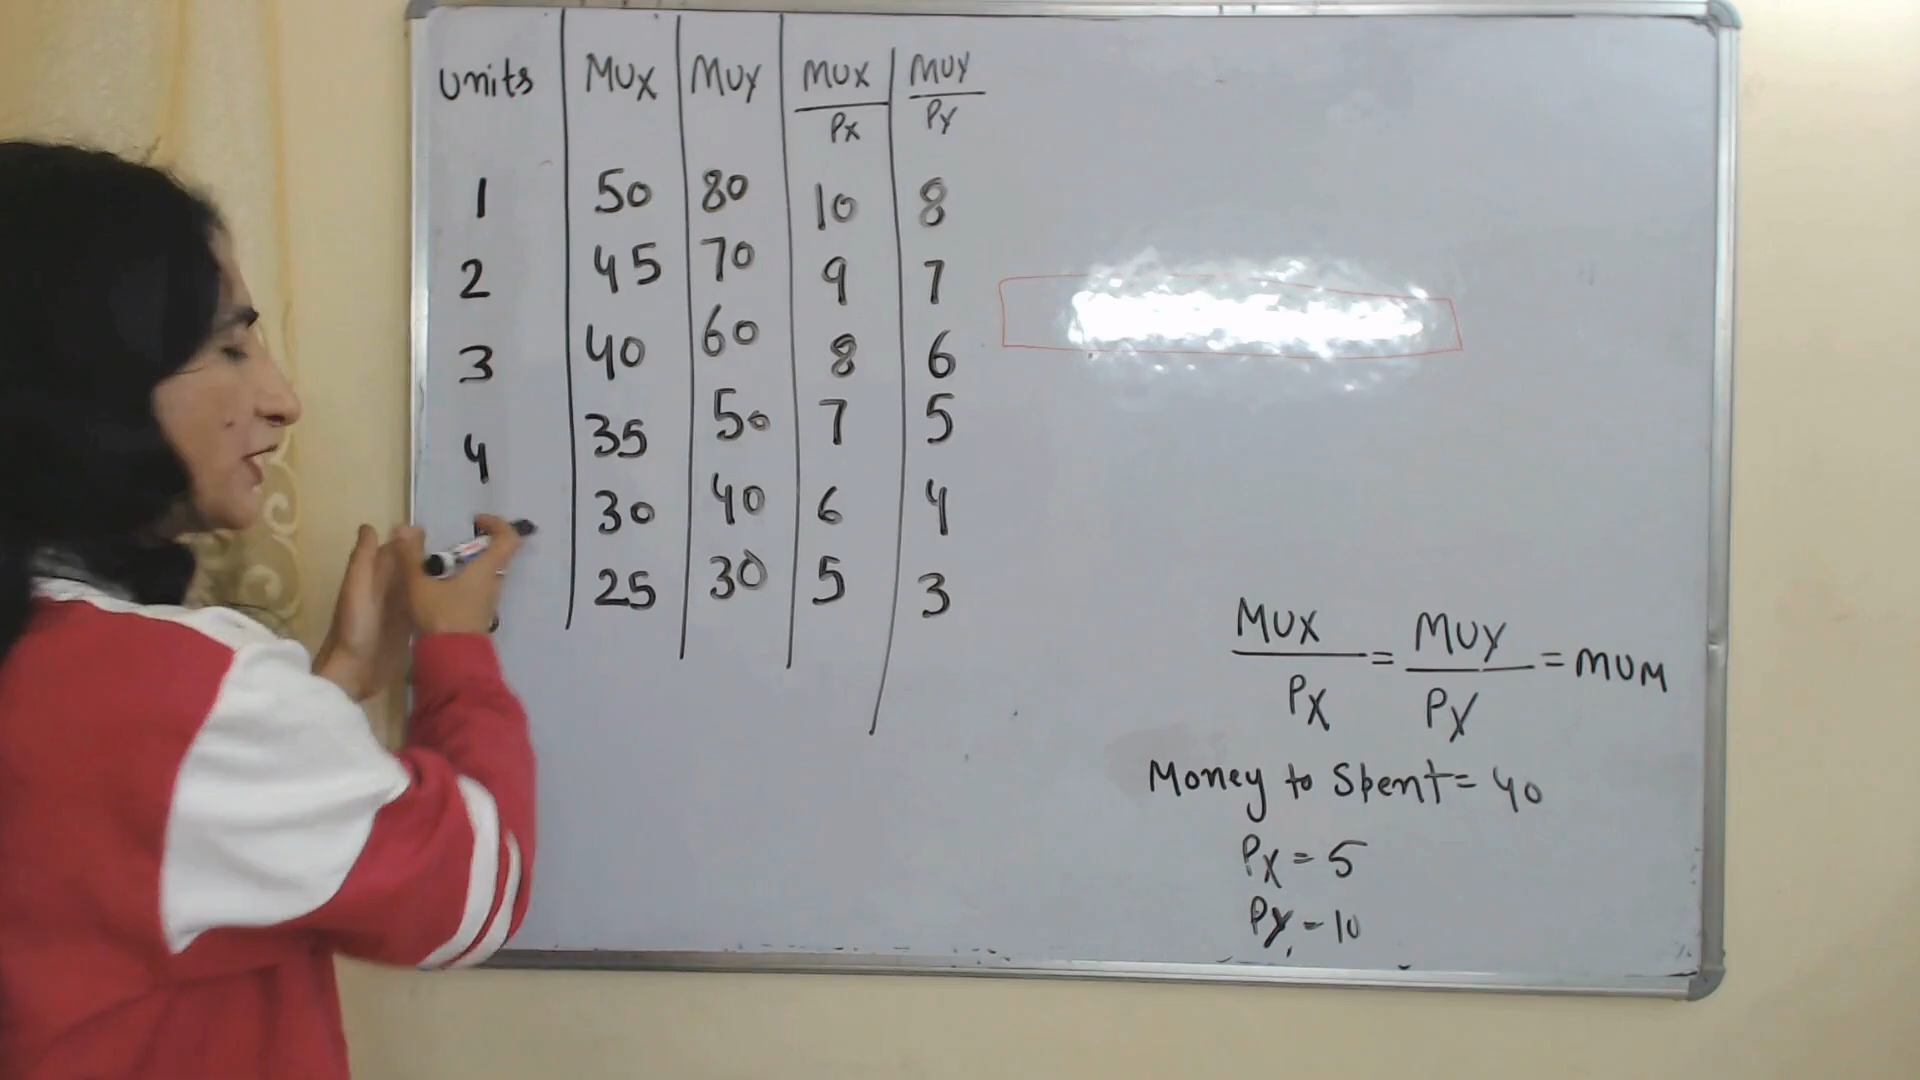 Units MUX MUY MUX/PX MUY/PY
1 50 80 10 8
2 45 70 9 7
3 40 60 8 6
4 35 50 7 5
30 40 6 4
25 30 5 3
MUX/PX = MUY/PY = MUM
Money to Spent = 40
PX = 5
PY = 10